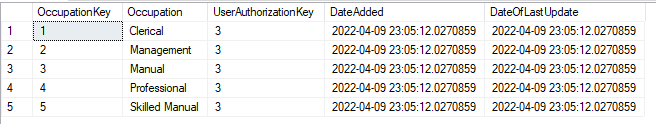 OccupationKey Occupation UserAuthorizationKey DateAdded DateOfLastUpdate
1 1 Clerical 3 2022-04-09 23:05:12.0270859 2022-04-09 23:05:12.0270859
2 2 Management 3 2022-04-09 23:05:12.0270859 2022-04-09 23:05:12.0270859
3 3 Manual 3 2022-04-09 23:05:12.0270859 2022-04-09 23:05:12.0270859
4 4 Professional 3 2022-04-09 23:05:12.0270859 2022-04-09 23:05:12.0270859
5 5 Skilled Manual 3 2022-04-09 23:05:12.0270859 2022-04-09 23:05:12.0270859